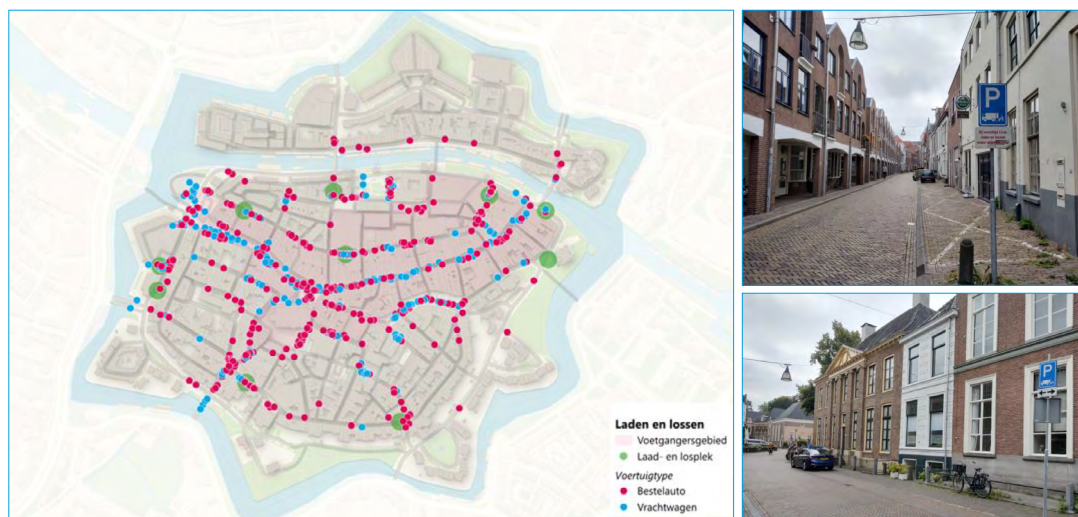 Laden en lossen
Voetgangersgebied
Laad- en losplek
Voertuigtype
Bestelauto
Vrachtwagen
P
P